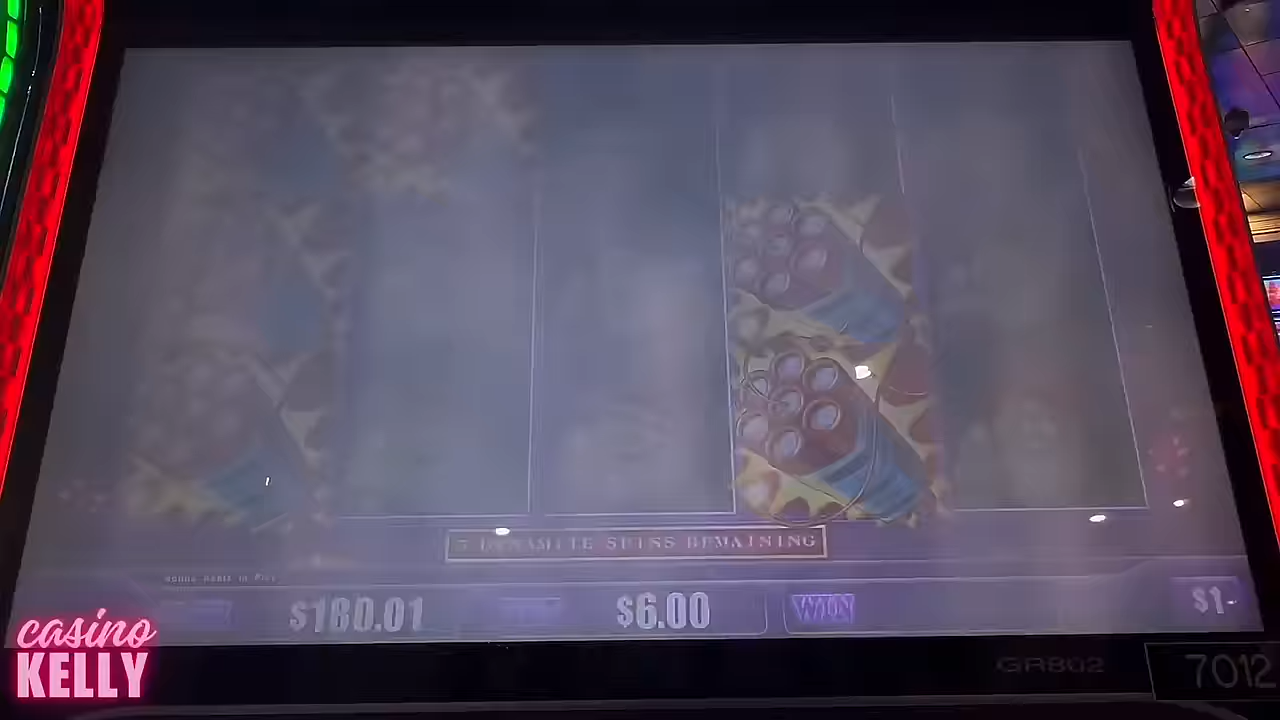 DYNAMITE SPINS REMAINING
$180.01
$6.00
WIN
$1
GR802
7012
casino
KELLY